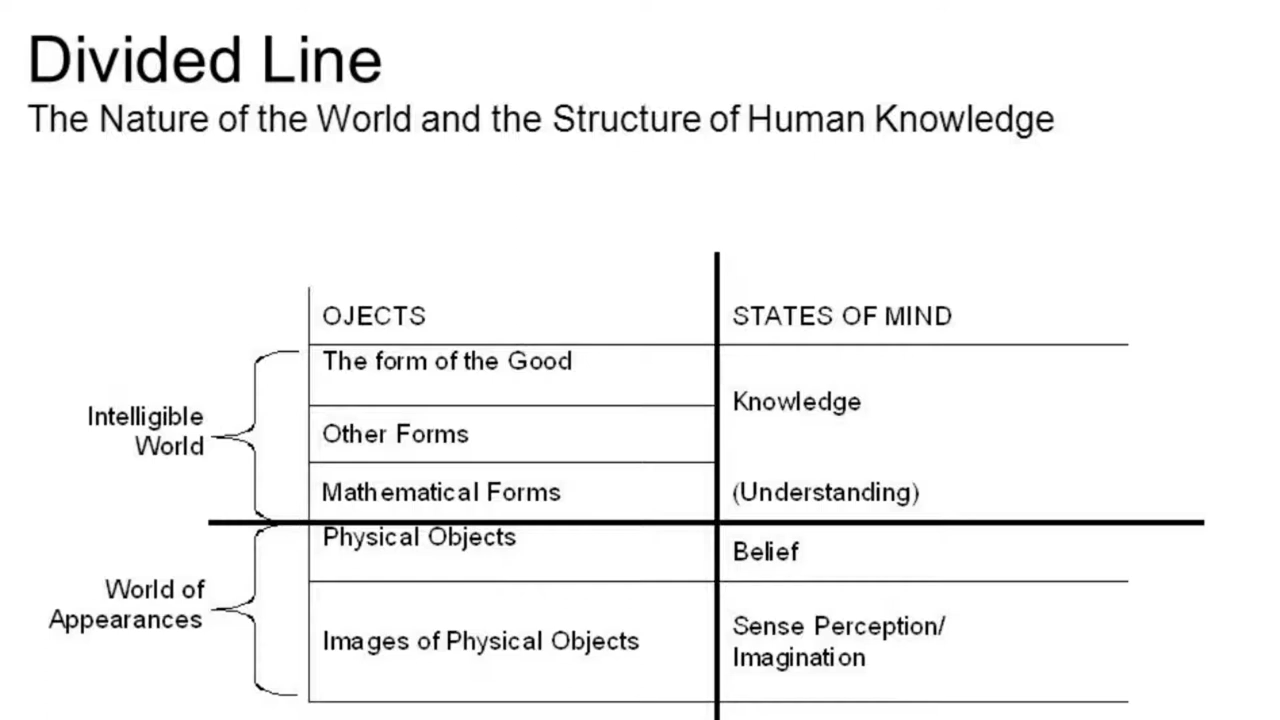 Divided Line
The Nature of the World and the Structure of Human Knowledge
OJECTS
STATES OF MIND
The form of the Good
Knowledge
Intelligible
World
Other Forms
Mathematical Forms
(Understanding)
Physical Objects
Belief
World of
Appearances
Images of Physical Objects
Sense Perception/
Imagination